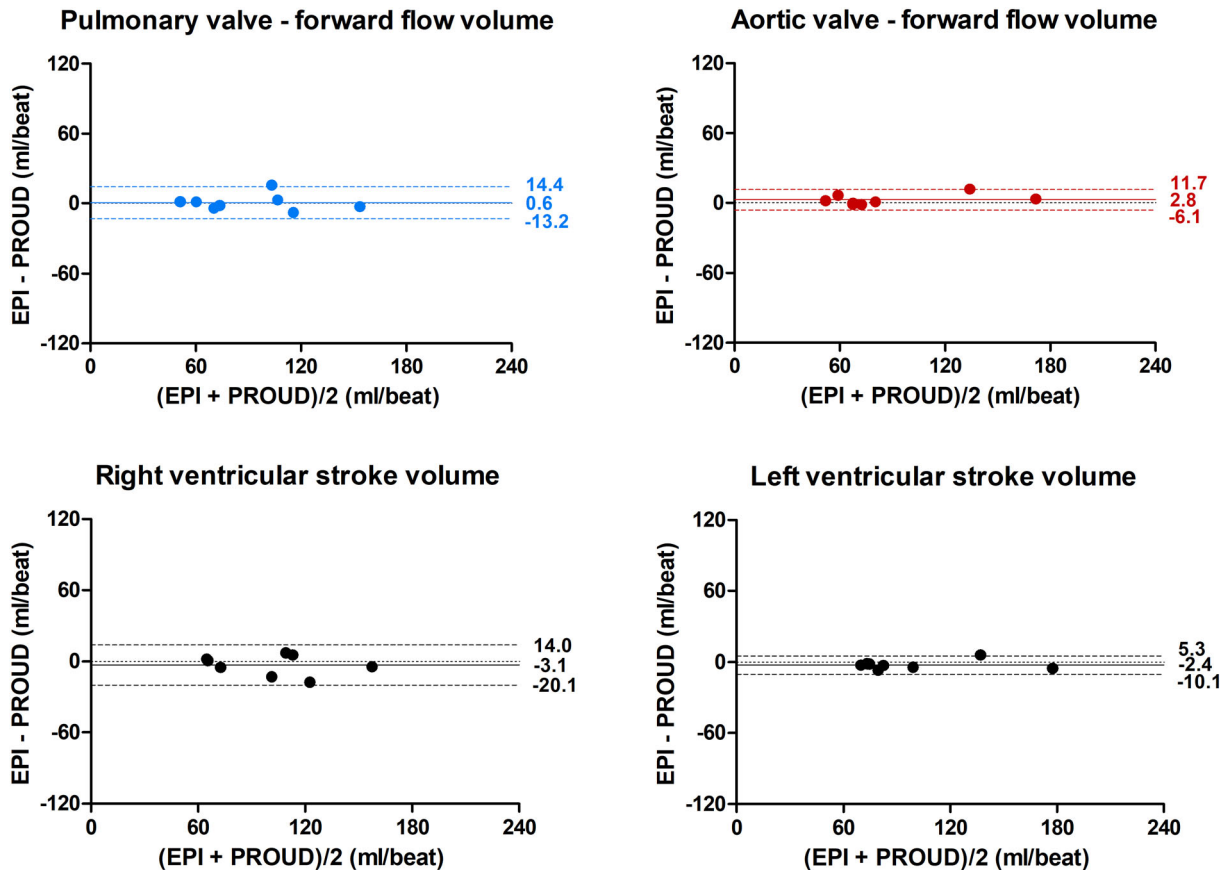 Pulmonary valve - forward flow volume
EPI - PROUD (ml/beat)
120
60
0
-60
-120
14.4
0.6
-13.2
0 60 120 180 240
(EPI + PROUD)/2 (ml/beat)
Aortic valve - forward flow volume
EPI - PROUD (ml/beat)
120
60
0
-60
-120
11.7
2.8
-6.1
0 60 120 180 240
(EPI + PROUD)/2 (ml/beat)
Right ventricular stroke volume
EPI - PROUD (ml/beat)
120
60
0
-60
-120
14.0
-3.1
-20.1
0 60 120 180 240
(EPI + PROUD)/2 (ml/beat)
Left ventricular stroke volume
EPI - PROUD (ml/beat)
120
60
0
-60
-120
5.3
-2.4
-10.1
0 60 120 180 240
(EPI + PROUD)/2 (ml/beat)